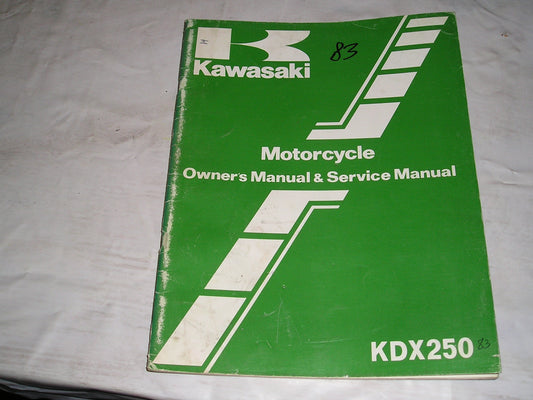 83
Kawasaki
Motorcycle
Owner's Manual & Service Manual
KDX250 83